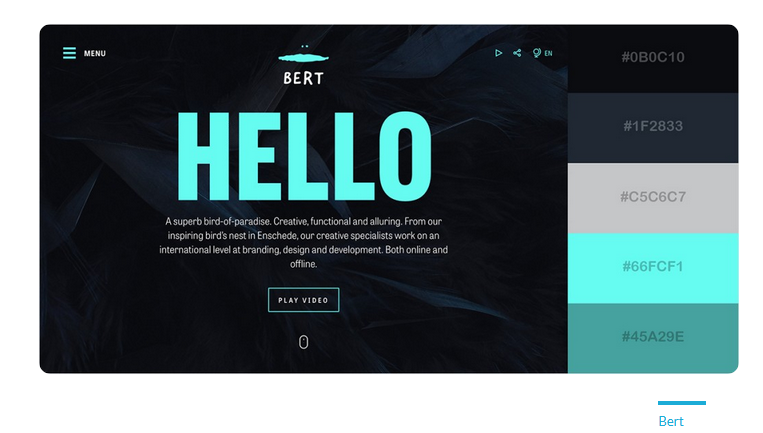 MENU
BERT
EN
HELLO
A superb bird-of-paradise. Creative, functional and alluring. From our
inspiring bird's nest in Enschede, our creative specialists work on an
international level at branding, design and development. Both online and
offline.
PLAY VIDEO
#0B0C10
#1F2833
#C5C6C7
#66FCF1
#45A29E
Bert